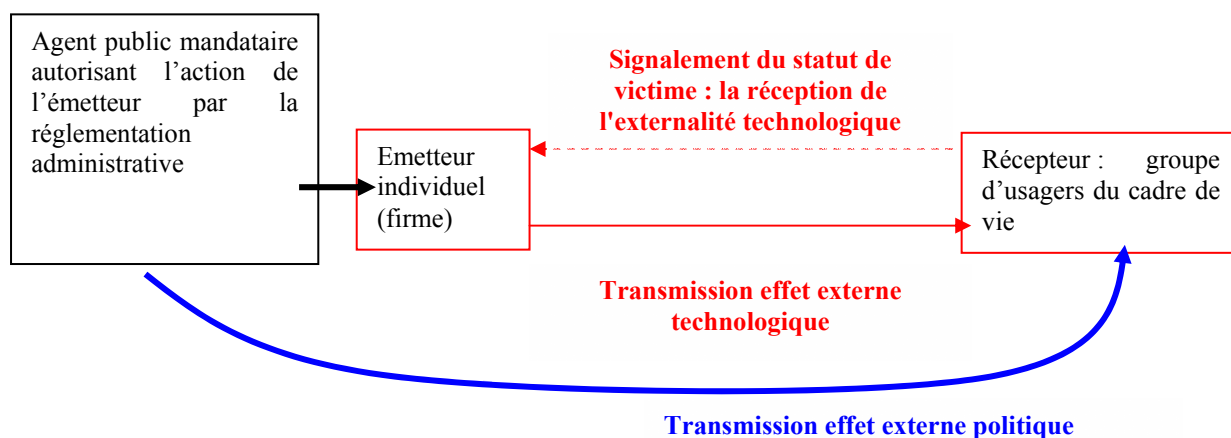 Agent public mandataire
autorisant l'action de
l'émetteur par la
réglementation
administrative
Signalement du statut de
victime : la réception de
l'externalité technologique
Emetteur
individuel
(firme)
Récepteur : groupe
d'usagers du cadre de
vie
Transmission effet externe
technologique
Transmission effet externe politique